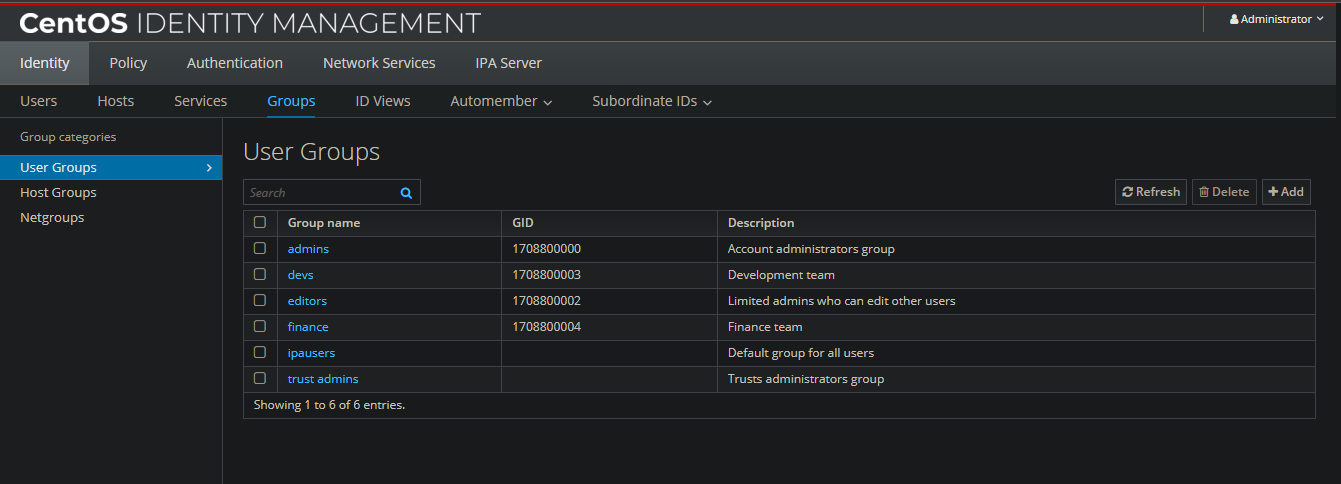 CentOS IDENTITY MANAGEMENT
Administrator
Identity Policy Authentication Network Services IPA Server
Users Hosts Services Groups ID Views Automember Subordinate IDs
Group categories
User Groups
Host Groups
Netgroups
User Groups
Search
Refresh Delete Add
Group name GID Description
admins 1708800000 Account administrators group
devs 1708800003 Development team
editors 1708800002 Limited admins who can edit other users
finance 1708800004 Finance team
ipausers Default group for all users
trust admins Trusts administrators group
Showing 1 to 6 of 6 entries.